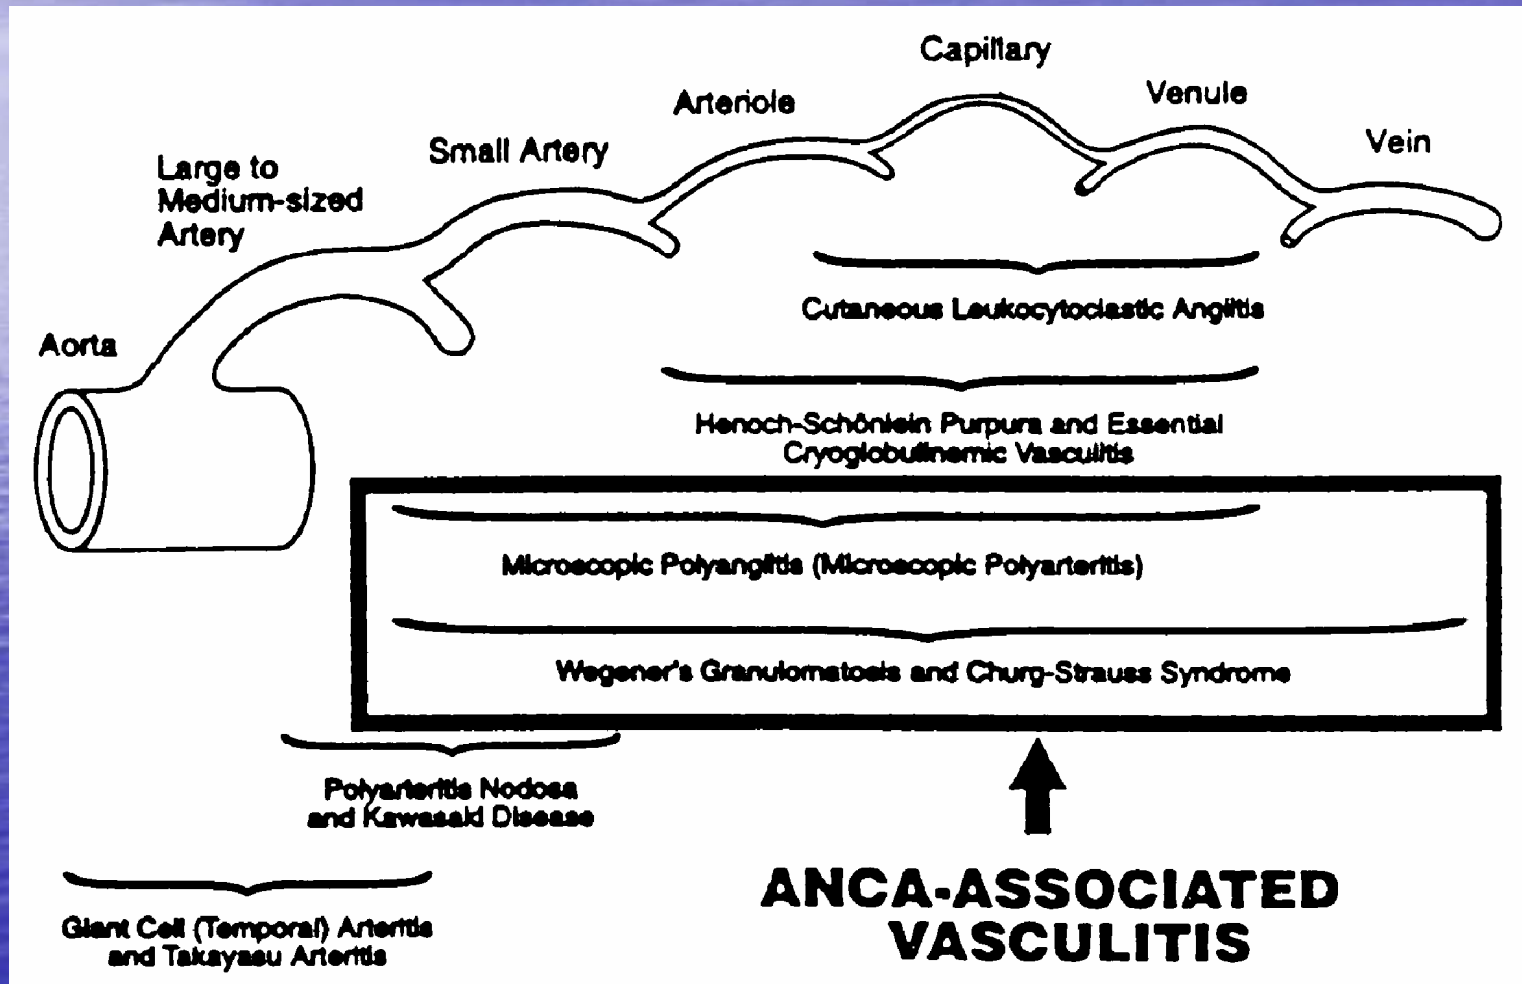 Capillary
Arteriole
Venule
Small Artery
Vein
Large to
Medium-sized
Artery
Aorta
Cutaneous Leukocytoclastic Angiitis
Henoch-Schönlein Purpura and Essential
Cryoglobulinemic Vasculitis
Microscopic Polyangiitis (Microscopic Polyarteritis)
Wegener's Granulomatosis and Churg-Strauss Syndrome
Polyarteritis Nodosa
and Kawasaki Disease
ANCA-ASSOCIATED
VASCULITIS
Giant Cell (Temporal) Arteritis
and Takayasu Arteritis